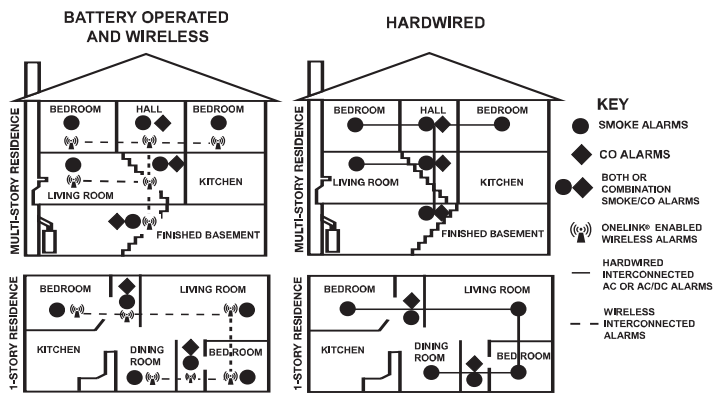 BATTERY OPERATED
AND WIRELESS
HARDWIRED
MULTI-STORY RESIDENCE
BEDROOM
HALL
BEDROOM
LIVING ROOM
KITCHEN
FINISHED BASEMENT
1-STORY RESIDENCE
BEDROOM
LIVING ROOM
KITCHEN
DINING
ROOM
BEDROOM
MULTI-STORY RESIDENCE
BEDROOM
HALL
BEDROOM
LIVING ROOM
KITCHEN
FINISHED BASEMENT
1-STORY RESIDENCE
BEDROOM
LIVING ROOM
KITCHEN
DINING
ROOM
BEDROOM
KEY
SMOKE ALARMS
CO ALARMS
BOTH OR
COMBINATION
SMOKE/CO ALARMS
ONELINK® ENABLED
WIRELESS ALARMS
HARDWIRED
INTERCONNECTED
AC OR AC/DC ALARMS
WIRELESS
INTERCONNECTED
ALARMS